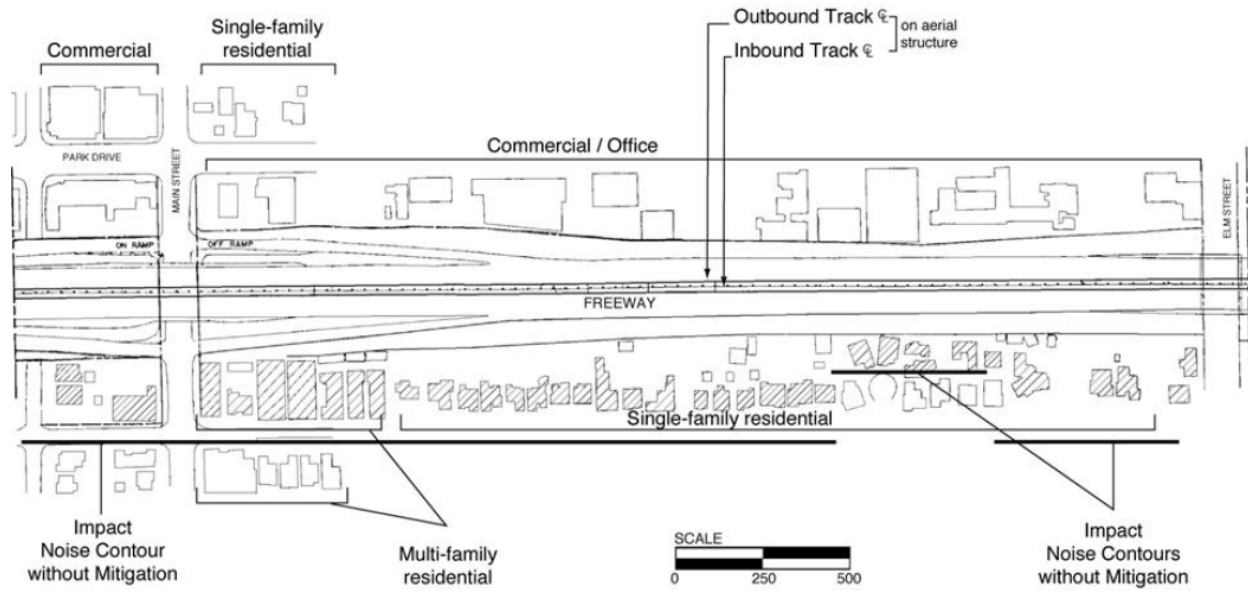 Outbound Track ℄
Inbound Track ℄
on aerial
structure
Commercial
Single-family
residential
Commercial / Office
PARK DRIVE
MAIN STREET
ELM STREET
ON RAMP
OFF RAMP
FREEWAY
Single-family residential
Impact
Noise Contour
without Mitigation
Multi-family
residential
SCALE
0 250 500
Impact
Noise Contours
without Mitigation